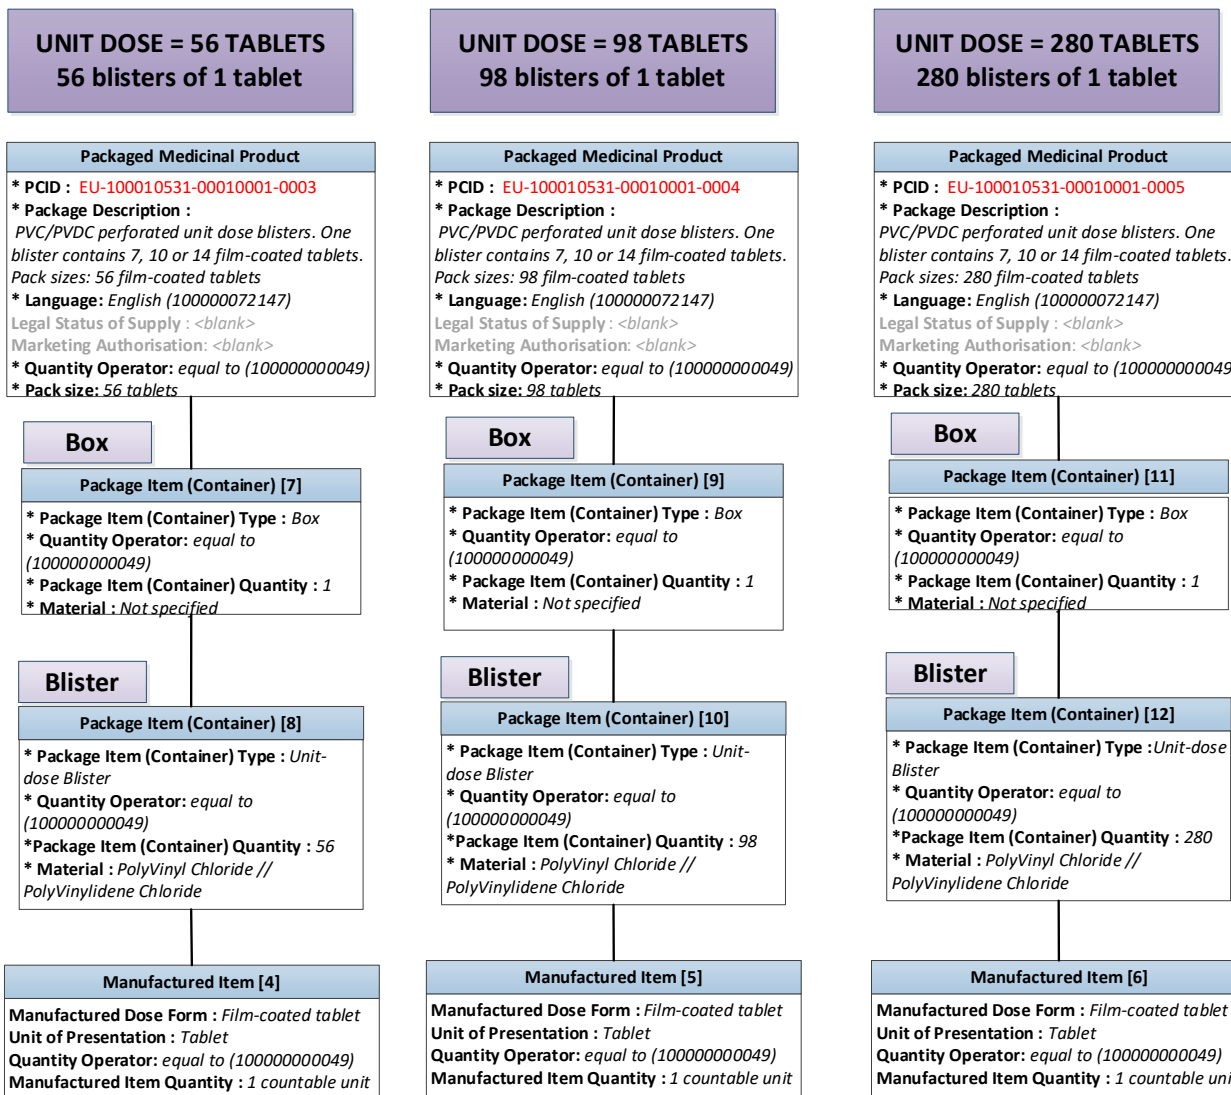 UNIT DOSE = 56 TABLETS
56 blisters of 1 tablet
Packaged Medicinal Product
* PCID : EU-100010531-00010001-0003
* Package Description :
PVC/PVDC perforated unit dose blisters. One
blister contains 7, 10 or 14 film-coated tablets.
Pack sizes: 56 film-coated tablets
* Language: English (100000072147)
Legal Status of Supply : <blank>
Marketing Authorisation: <blank>
* Quantity Operator: equal to (100000000049)
* Pack size: 56 tablets
Box
Package Item (Container) [7]
* Package Item (Container) Type : Box
* Quantity Operator: equal to
(100000000049)
* Package Item (Container) Quantity : 1
* Material : Not specified
Blister
Package Item (Container) [8]
* Package Item (Container) Type : Unit-
dose Blister
* Quantity Operator: equal to
(100000000049)
*Package Item (Container) Quantity : 56
* Material : PolyVinyl Chloride //
PolyVinylidene Chloride
Manufactured Item [4]
Manufactured Dose Form : Film-coated tablet
Unit of Presentation : Tablet
Quantity Operator: equal to (100000000049)
Manufactured Item Quantity : 1 countable unit
UNIT DOSE = 98 TABLETS
98 blisters of 1 tablet
Packaged Medicinal Product
* PCID : EU-100010531-00010001-0004
* Package Description :
PVC/PVDC perforated unit dose blisters. One
blister contains 7, 10 or 14 film-coated tablets.
Pack sizes: 98 film-coated tablets
* Language: English (100000072147)
Legal Status of Supply : <blank>
Marketing Authorisation: <blank>
* Quantity Operator: equal to (100000000049)
* Pack size: 98 tablets
Box
Package Item (Container) [9]
* Package Item (Container) Type : Box
* Quantity Operator: equal to
(100000000049)
* Package Item (Container) Quantity : 1
* Material : Not specified
Blister
Package Item (Container) [10]
* Package Item (Container) Type : Unit-
dose Blister
* Quantity Operator: equal to
(100000000049)
*Package Item (Container) Quantity : 98
* Material : PolyVinyl Chloride //
PolyVinylidene Chloride
Manufactured Item [5]
Manufactured Dose Form : Film-coated tablet
Unit of Presentation : Tablet
Quantity Operator: equal to (100000000049)
Manufactured Item Quantity : 1 countable unit
UNIT DOSE = 280 TABLETS
280 blisters of 1 tablet
Packaged Medicinal Product
* PCID : EU-100010531-00010001-0005
* Package Description :
PVC/PVDC perforated unit dose blisters. One
blister contains 7, 10 or 14 film-coated tablets.
Pack sizes: 280 film-coated tablets
* Language: English (100000072147)
Legal Status of Supply : <blank>
Marketing Authorisation: <blank>
* Quantity Operator: equal to (100000000049
* Pack size: 280 tablets
Box
Package Item (Container) [11]
* Package Item (Container) Type : Box
* Quantity Operator: equal to
(100000000049)
* Package Item (Container) Quantity : 1
* Material : Not specified
Blister
Package Item (Container) [12]
* Package Item (Container) Type :Unit-dose
Blister
* Quantity Operator: equal to
(100000000049)
*Package Item (Container) Quantity : 280
* Material : PolyVinyl Chloride //
PolyVinylidene Chloride
Manufactured Item [6]
Manufactured Dose Form : Film-coated tablet
Unit of Presentation : Tablet
Quantity Operator: equal to (100000000049)
Manufactured Item Quantity : 1 countable uni